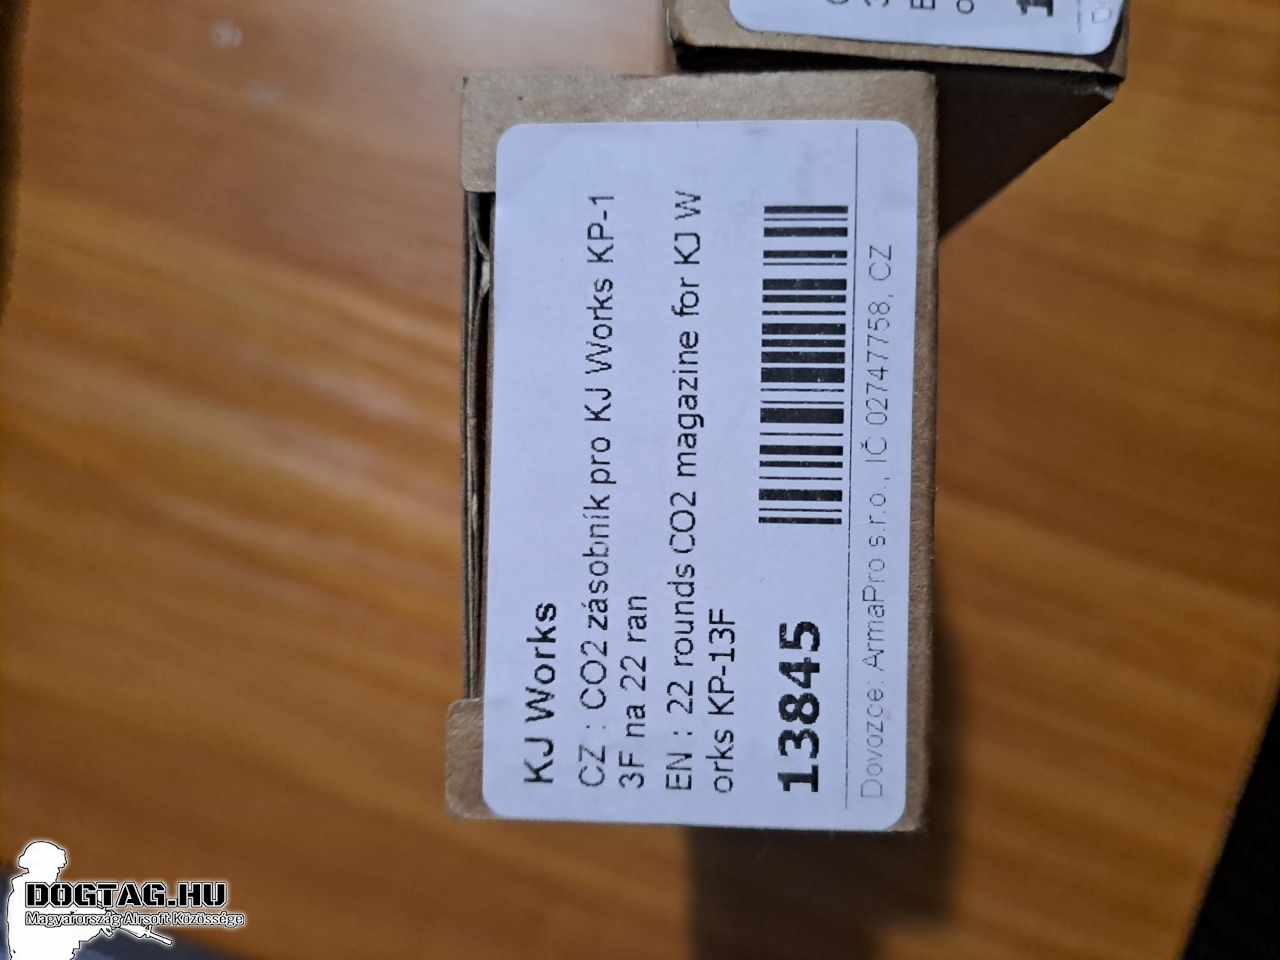 KJ Works
CZ : CO2 zásobník pro KJ Works KP-1
3F na 22 ran
EN : 22 rounds CO2 magazine for KJ W
orks KP-13F
13845
Dovozce: ArmaPro s.r.o., IČ 02747758, CZ
DOGTAG.HU
Magyarország Airsoft Közössége